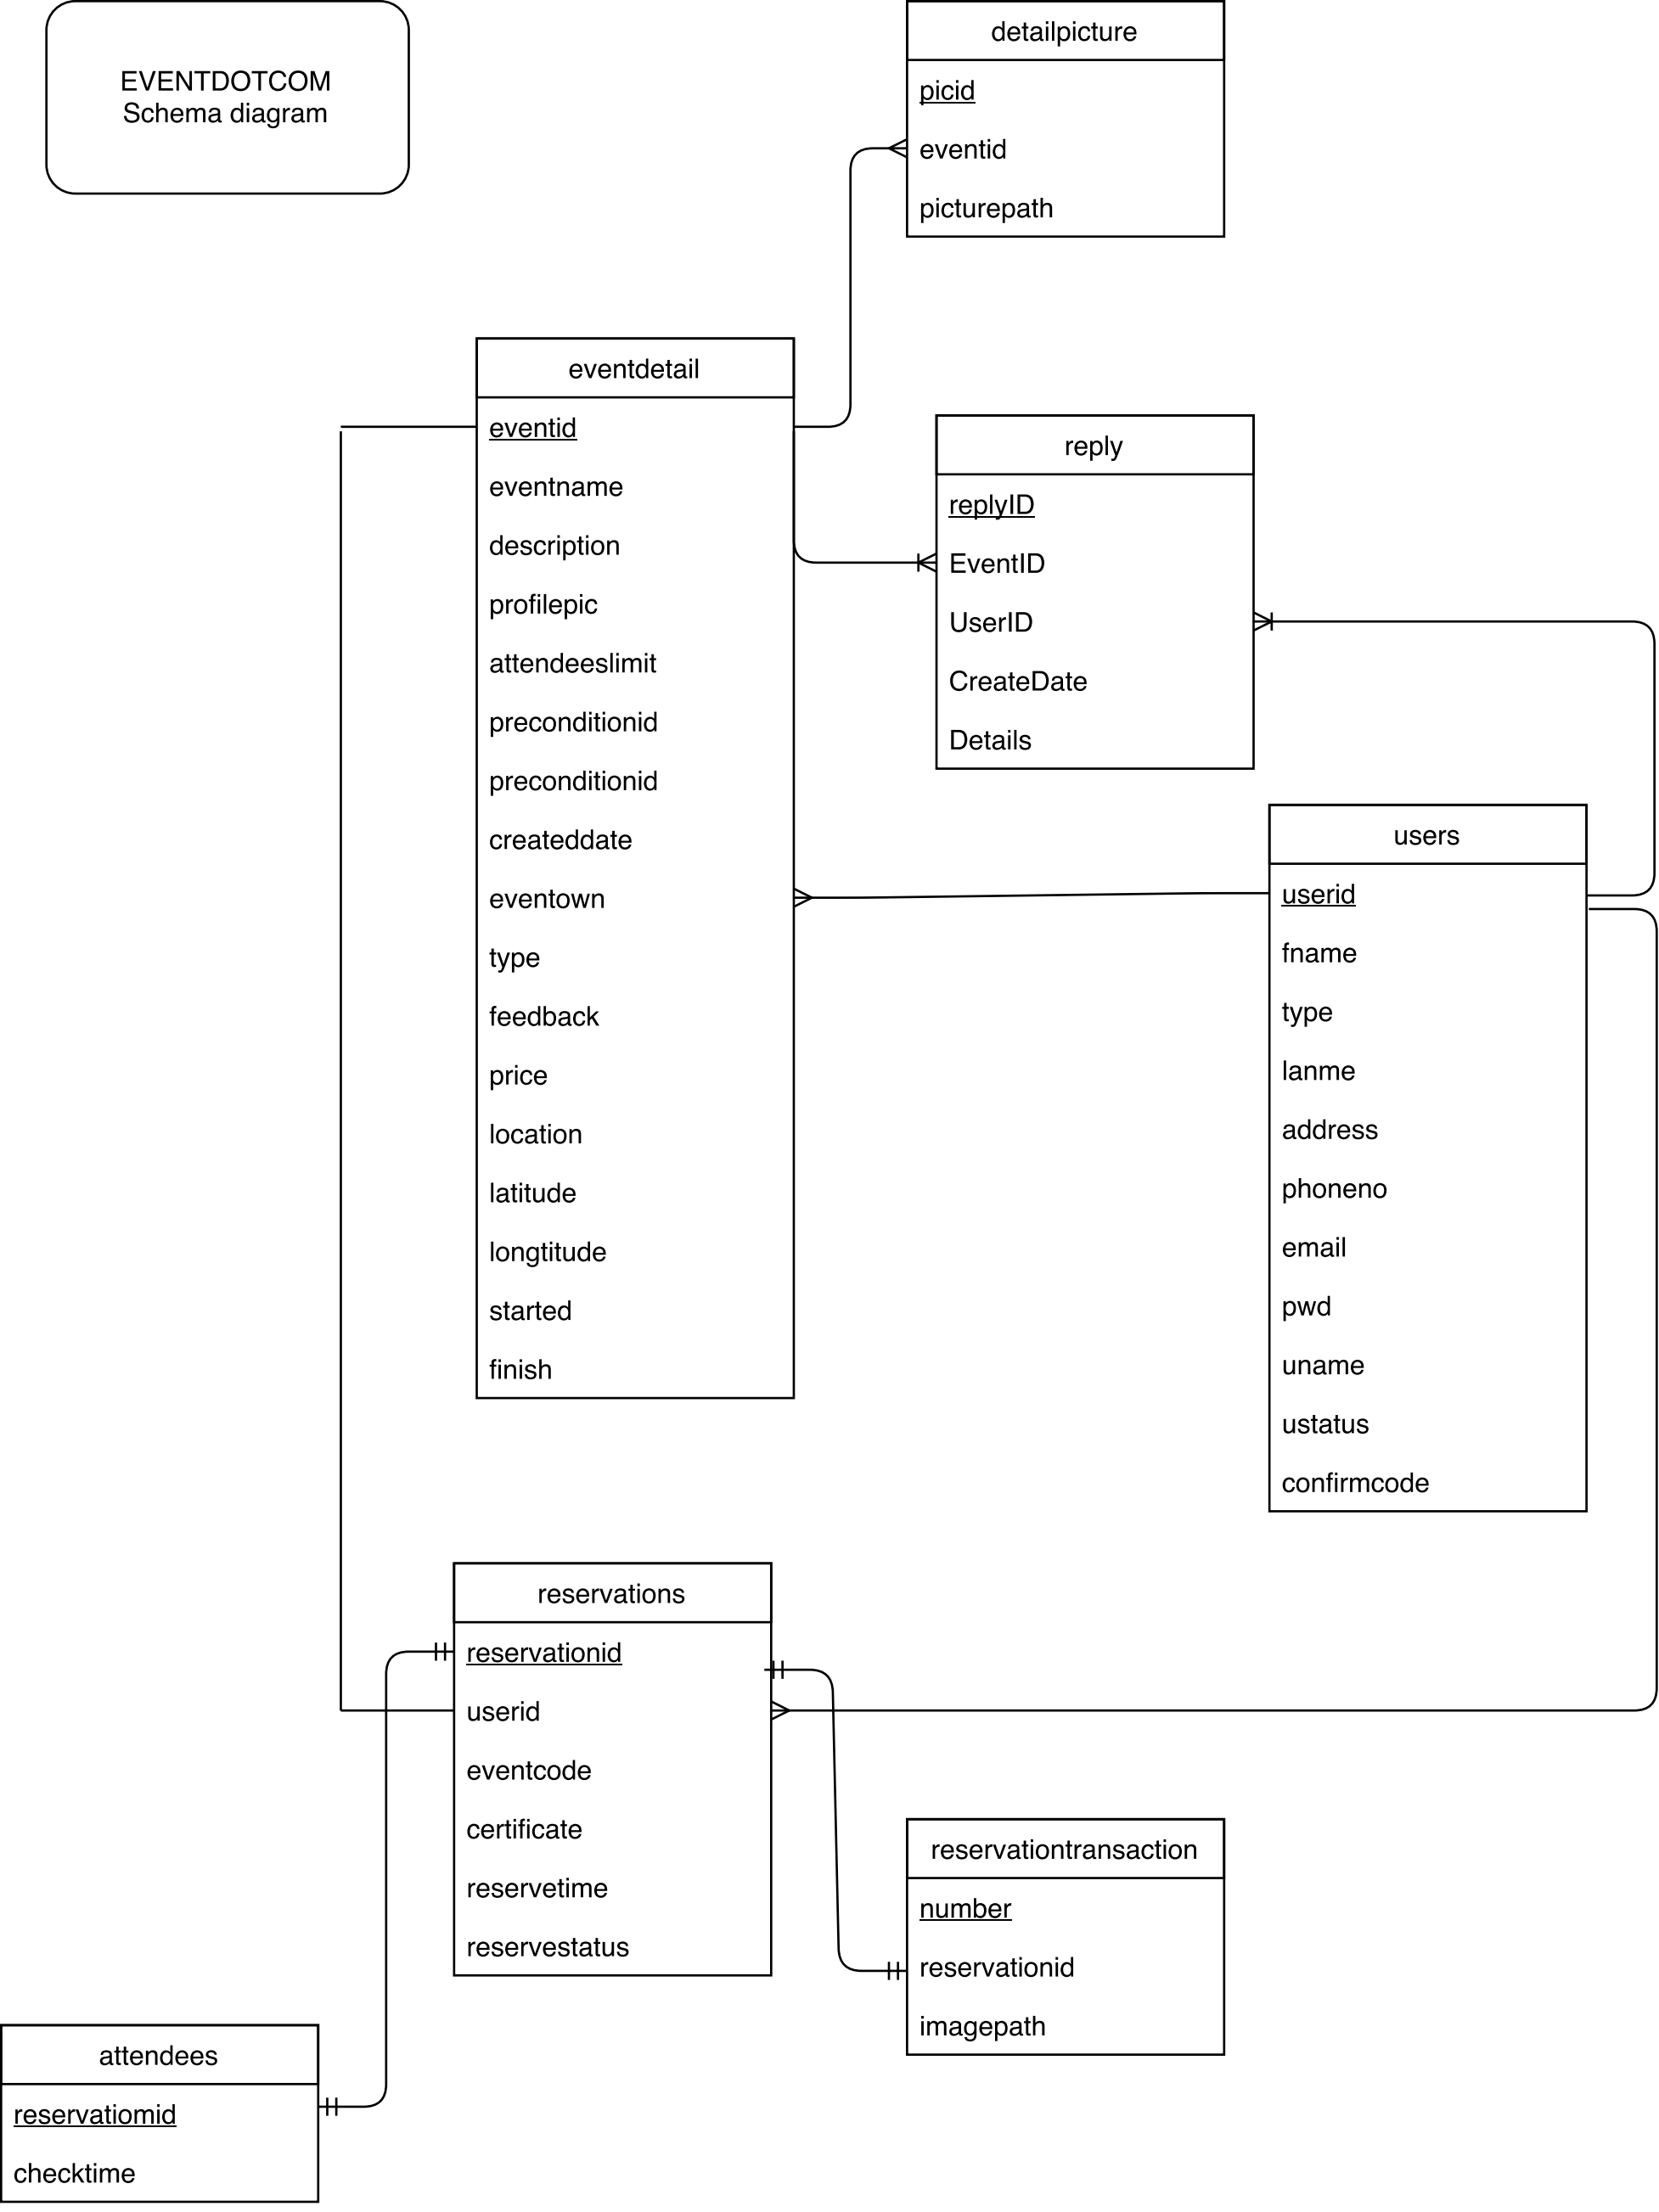 EVENTDOTCOM
Schema diagram
detailpicture
picid
eventid
picturepath
eventdetail
eventid
eventname
description
profilepic
attendeeslimit
preconditionid
preconditionid
createddate
eventown
type
feedback
price
location
latitude
longtitude
started
finish
reply
replyID
EventID
UserID
CreateDate
Details
users
userid
fname
type
lanme
address
phoneno
email
pwd
uname
ustatus
confirmcode
reservations
reservationid
userid
eventcode
certificate
reservetime
reservestatus
reservationtransaction
number
reservationid
imagepath
attendees
reservatiomid
checktime